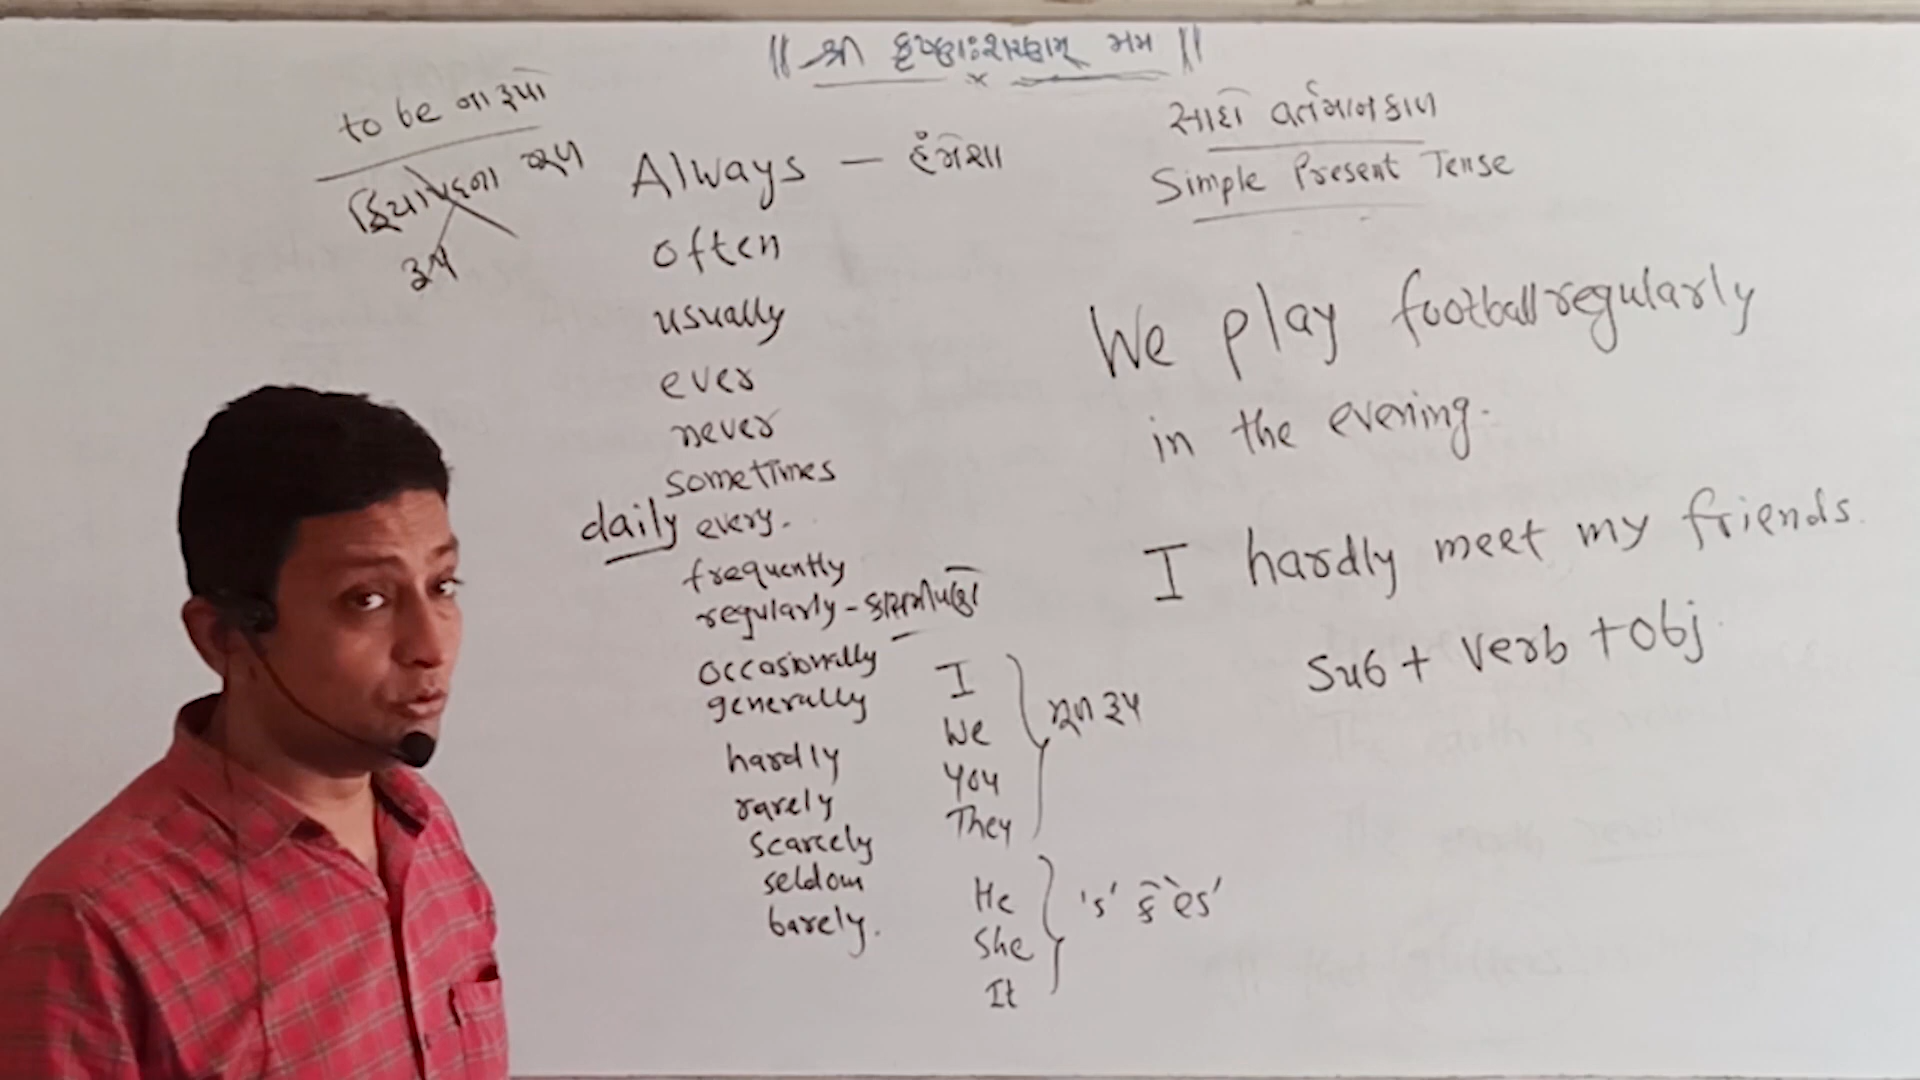 || શ્રી કૃષ્ણઃશરણમ્ મમ ||
to be ના રૂપો
ક્રિયાપદના મૂળ
રૂપ
Always — હંમેશા
often
usually
ever
never
sometimes
daily every.
frequently
regularly - કાયમીપણે
occasionally
generally
hardly
rarely
scarcely
seldom
barely.
I
We
You
They
મૂળ રૂપ
He
She
It
's' કે 'es'
સાદો વર્તમાનકાળ
Simple Present Tense
We play football regularly
in the evening.
I hardly meet my friends.
Sub + verb + obj.